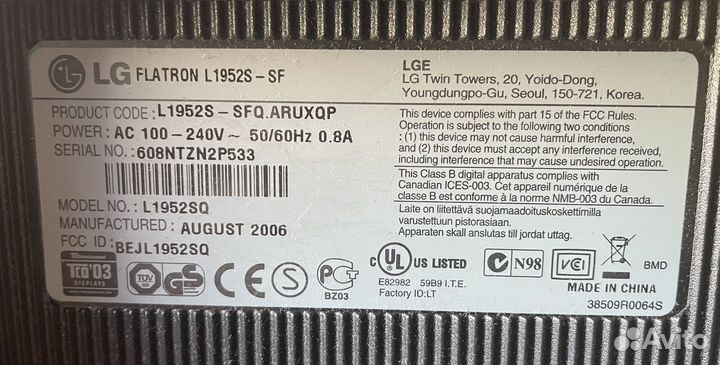 LG FLATRON L1952S-SF
PRODUCT CODE: L1952S-SFQ.ARUXQP
POWER: AC 100-240V~ 50/60Hz 0.8A
SERIAL NO.: 608NTZN2P533
MODEL NO.: L1952SQ
MANUFACTURED: AUGUST 2006
FCC ID: BEJL1952SQ
LGE
LG Twin Towers, 20, Yoido-Dong,
Youngdungpo-Gu, Seoul, 150-721, Korea.
This device complies with part 15 of the FCC Rules.
Operation is subject to the following two conditions
: (1) this device may not cause harmful interference,
and (2) this device must accept any interference received,
including interference that may cause undesired operation.
This Class B digital apparatus complies with
Canadian ICES-003. Cet appareil numérique de la
classe B est conforme à la norme NMB-003 du Canada.
Laite on liitettävä suojamaadoituskoskettimilla
varustettuun pistorasiaan.
Apparaten skall anslutas till jordat uttag.
TCO'03
DISPLAYS
TÜV
GS
PCT
BZ03
C UL US LISTED
E82982 59B9 I.T.E.
Factory ID:LT
N98
VCI
BMD
MADE IN CHINA
38509R0064S
Avito